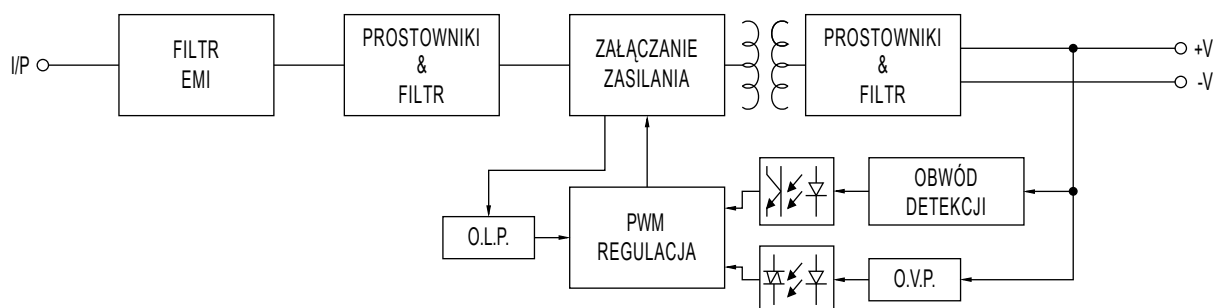 I/P
FILTR
EMI
PROSTOWNIKI
&
FILTR
ZAŁĄCZANIE
ZASILANIA
PROSTOWNIKI
&
FILTR
+V
-V
O.L.P.
PWM
REGULACJA
OBWÓD
DETEKCJI
O.V.P.